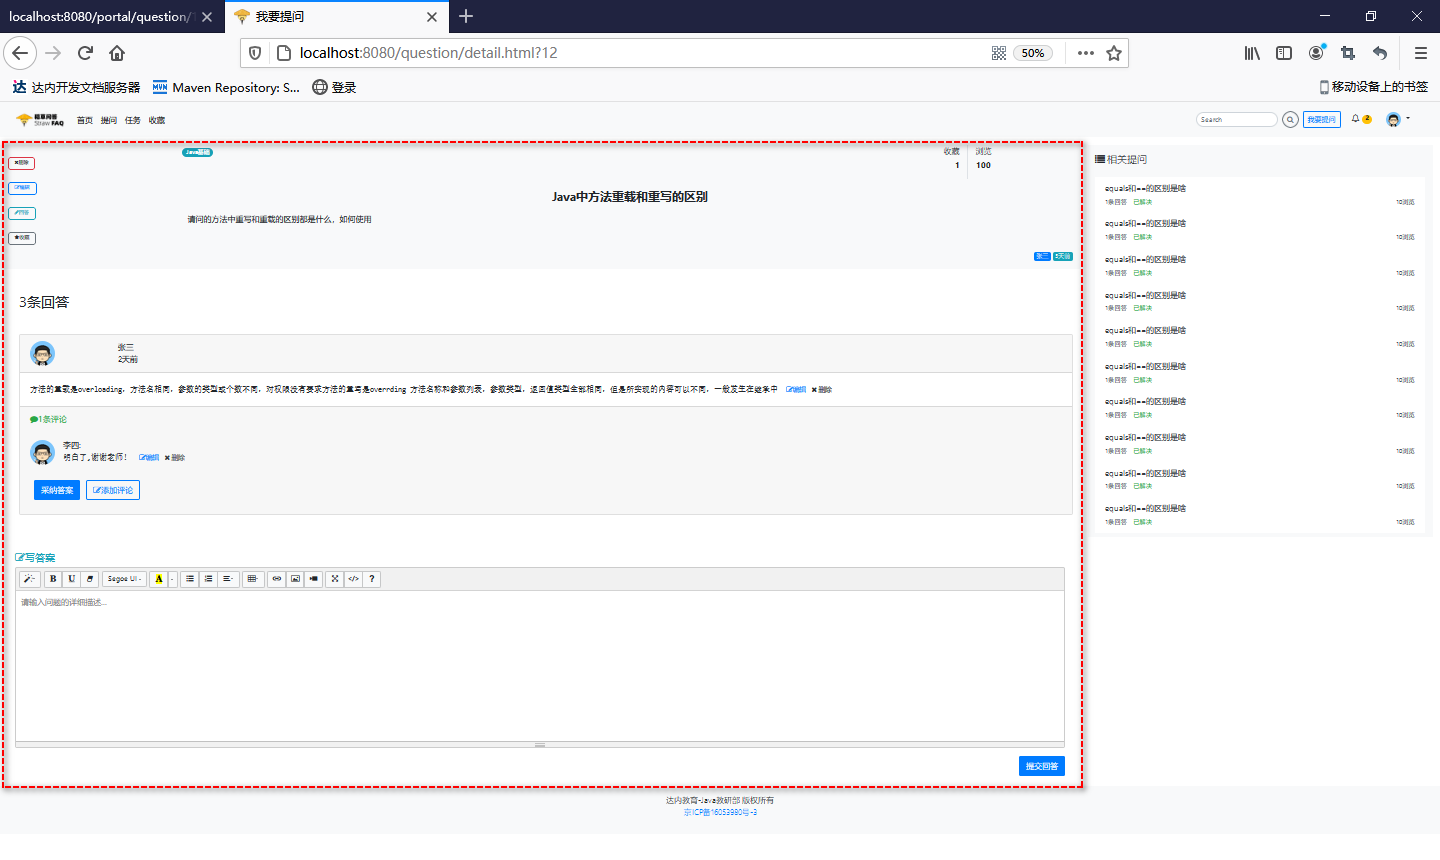 localhost:8080/portal/question/
我要提问
localhost:8080/question/detail.html?12
50%
达内开发文档服务器
Maven Repository: S...
登录
移动设备上的书签
稻草问答
Straw FAQ
首页 提问 任务 收藏
Search
我要提问
2
Java基础
收藏
1
浏览
100
删除
编辑
回答
收藏
Java中方法重载和重写的区别
请问的方法中重写和重载的区别都是什么，如何使用
张三 5天前
3条回答
张三
2天前
方法的重载是overloading，方法名相同，参数的类型或个数不同，对权限没有要求方法的重写是overrding 方法名称和参数列表，参数类型，返回值类型全部相同，但是所实现的内容可以不同，一般发生在继承中 编辑 删除
1条评论
李四:
明白了,谢谢老师! 编辑 删除
采纳答案 添加评论
写答案
B U Segoe UI A </> ?
请输入问题的详细描述...
提交回答
相关提问
equals和==的区别是啥
1条回答 已解决 10浏览
equals和==的区别是啥
1条回答 已解决 10浏览
equals和==的区别是啥
1条回答 已解决 10浏览
equals和==的区别是啥
1条回答 已解决 10浏览
equals和==的区别是啥
1条回答 已解决 10浏览
equals和==的区别是啥
1条回答 已解决 10浏览
equals和==的区别是啥
1条回答 已解决 10浏览
equals和==的区别是啥
1条回答 已解决 10浏览
equals和==的区别是啥
1条回答 已解决 10浏览
equals和==的区别是啥
1条回答 已解决 10浏览
达内教育-Java教研部 版权所有
京ICP备16053980号-3